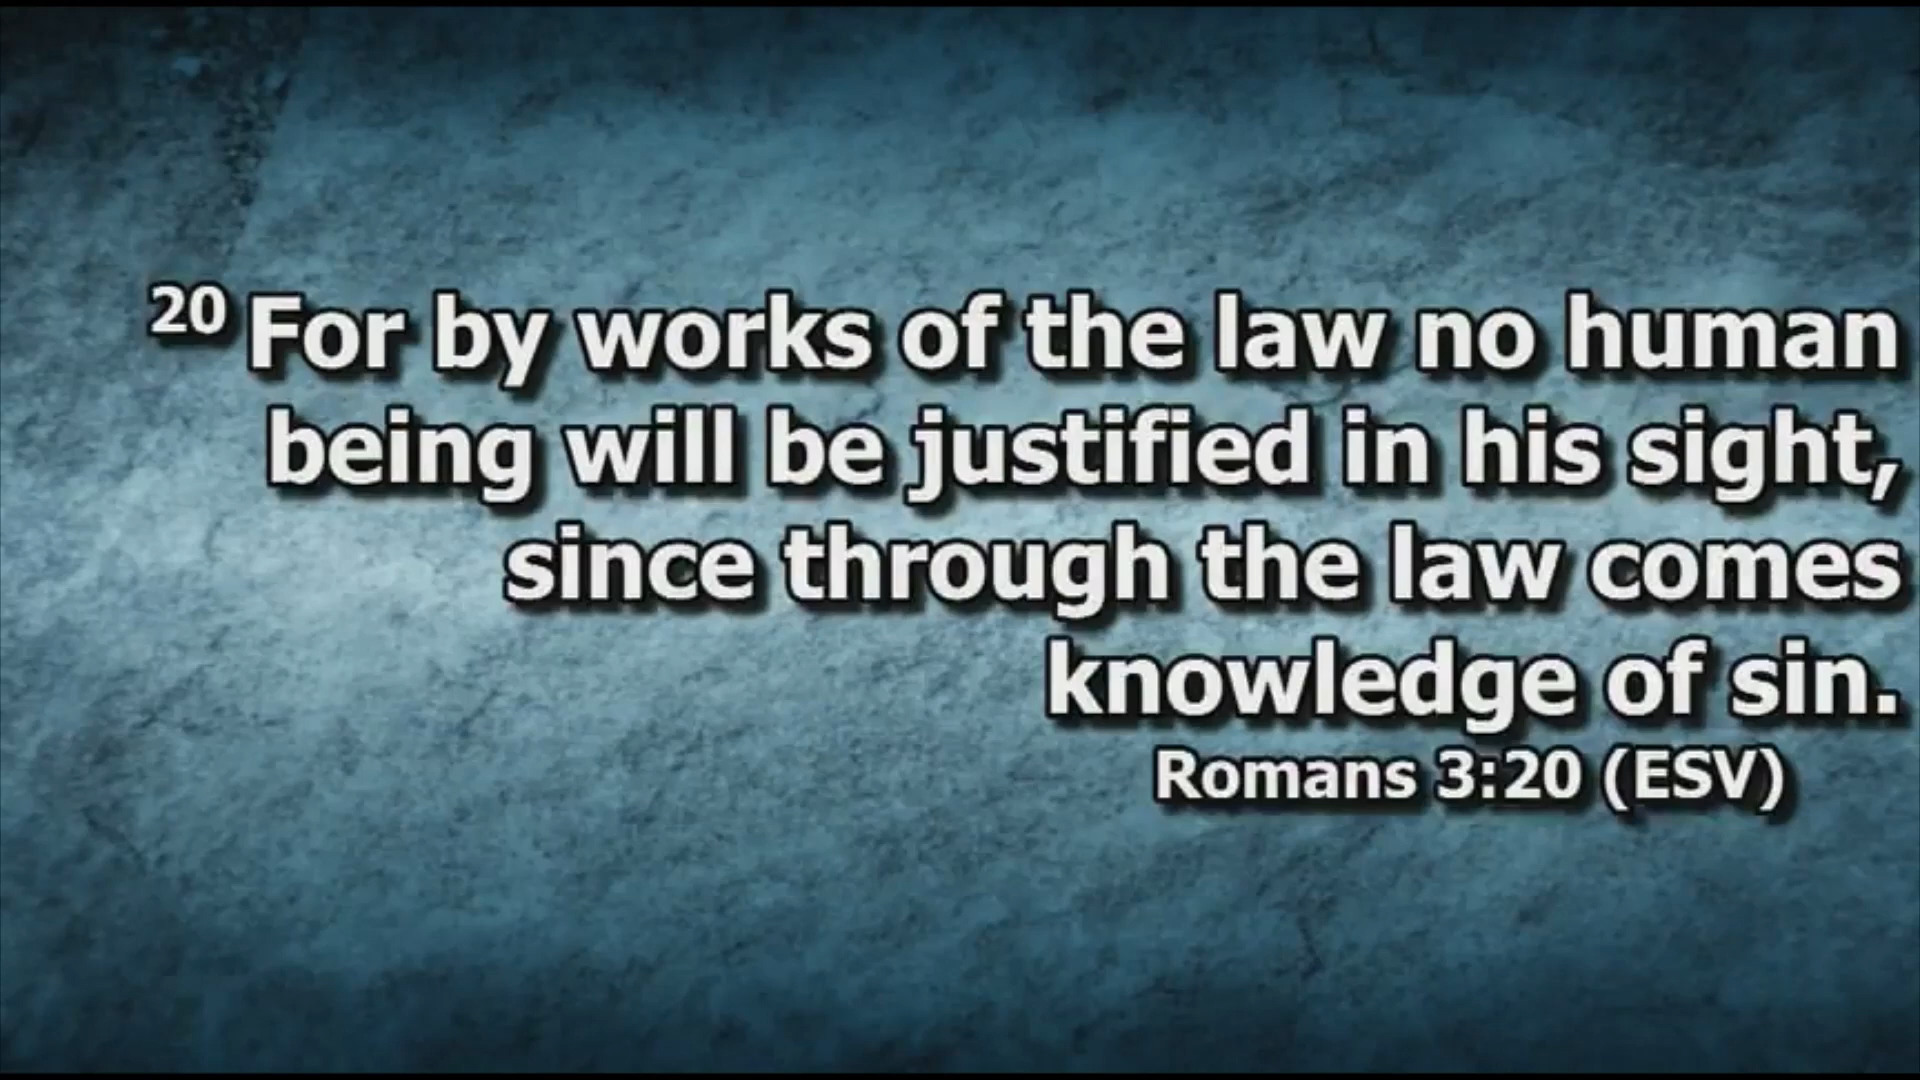 20 For by works of the law no human
being will be justified in his sight,
since through the law comes
knowledge of sin.
Romans 3:20 (ESV)